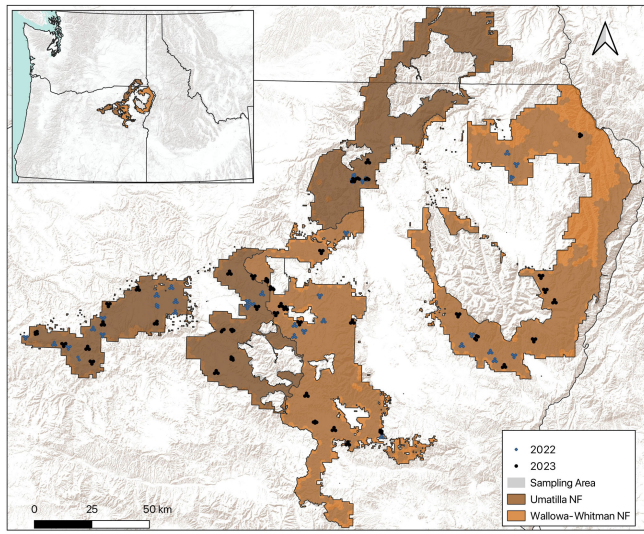 2022
2023
Sampling Area
Umatilla NF
Wallowa-Whitman NF
0 25 50 km